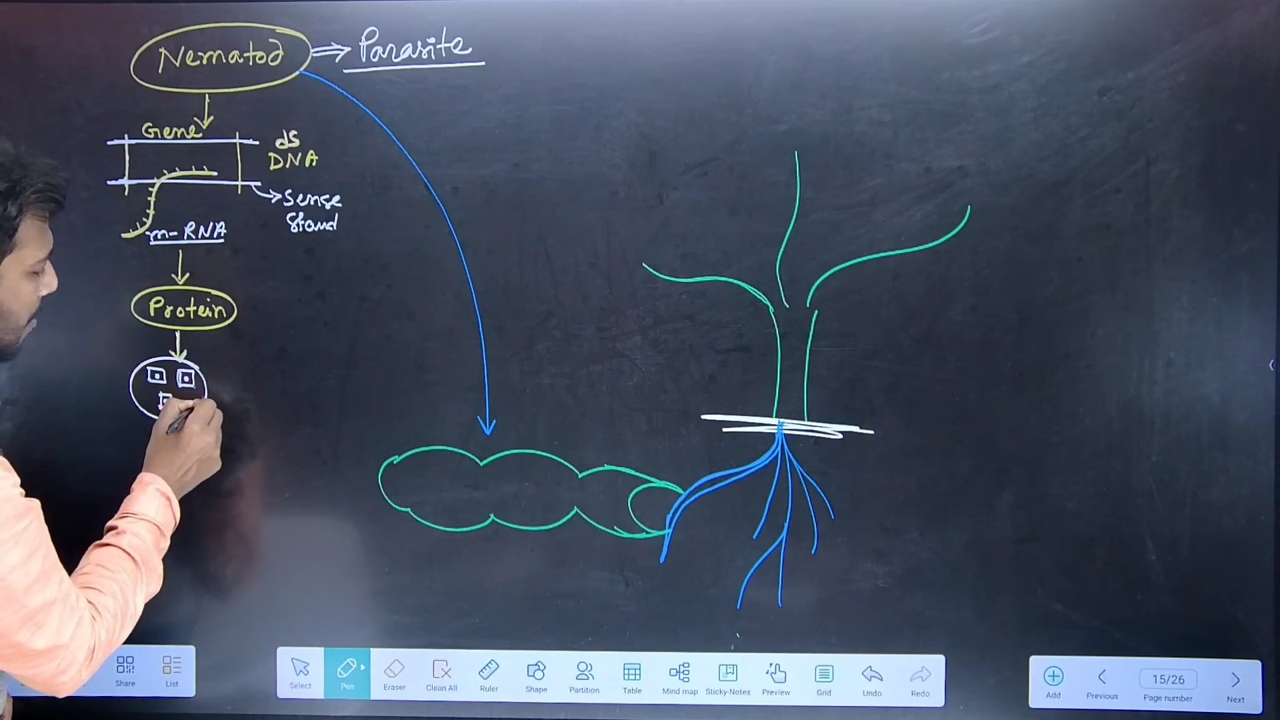 Nematod ⇒ Parasite
Gene
ds
DNA
→Sense
Stand
m-RNA
Protein
Share
List
Select
Pen
Eraser
Clean All
Ruler
Shape
Partition
Table
Mind map
Sticky-Notes
Preview
Grid
Undo
Redo
Add
Previous
15/26
Page number
Next